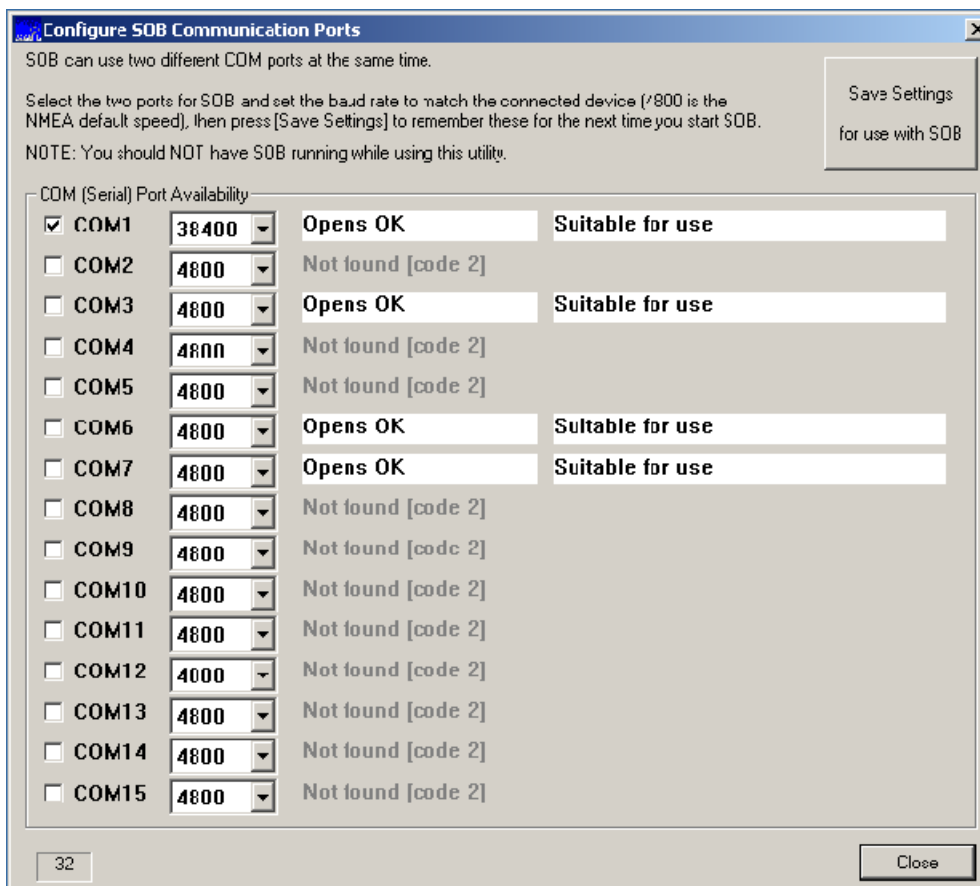 Configure SOB Communication Ports
SOB can use two different COM ports at the same time.
Select the two ports for SOB and set the baud rate to match the connected device (4800 is the
NMEA default speed), then press [Save Settings] to remember these for the next time you start SOB.
NOTE: You should NOT have SOB running while using this utility.
Save Settings
for use with SOB
COM (Serial) Port Availability
COM1 38400 Opens OK Suitable for use
COM2 4800 Not found [code 2]
COM3 4800 Opens OK Suitable for use
COM4 4800 Not found [code 2]
COM5 4800 Not found [code 2]
COM6 4800 Opens OK Suitable for use
COM7 4800 Opens OK Suitable for use
COM8 4800 Not found [code 2]
COM9 4800 Not found [code 2]
COM10 4800 Not found [code 2]
COM11 4800 Not found [code 2]
COM12 4800 Not found [code 2]
COM13 4800 Not found [code 2]
COM14 4800 Not found [code 2]
COM15 4800 Not found [code 2]
32
Close